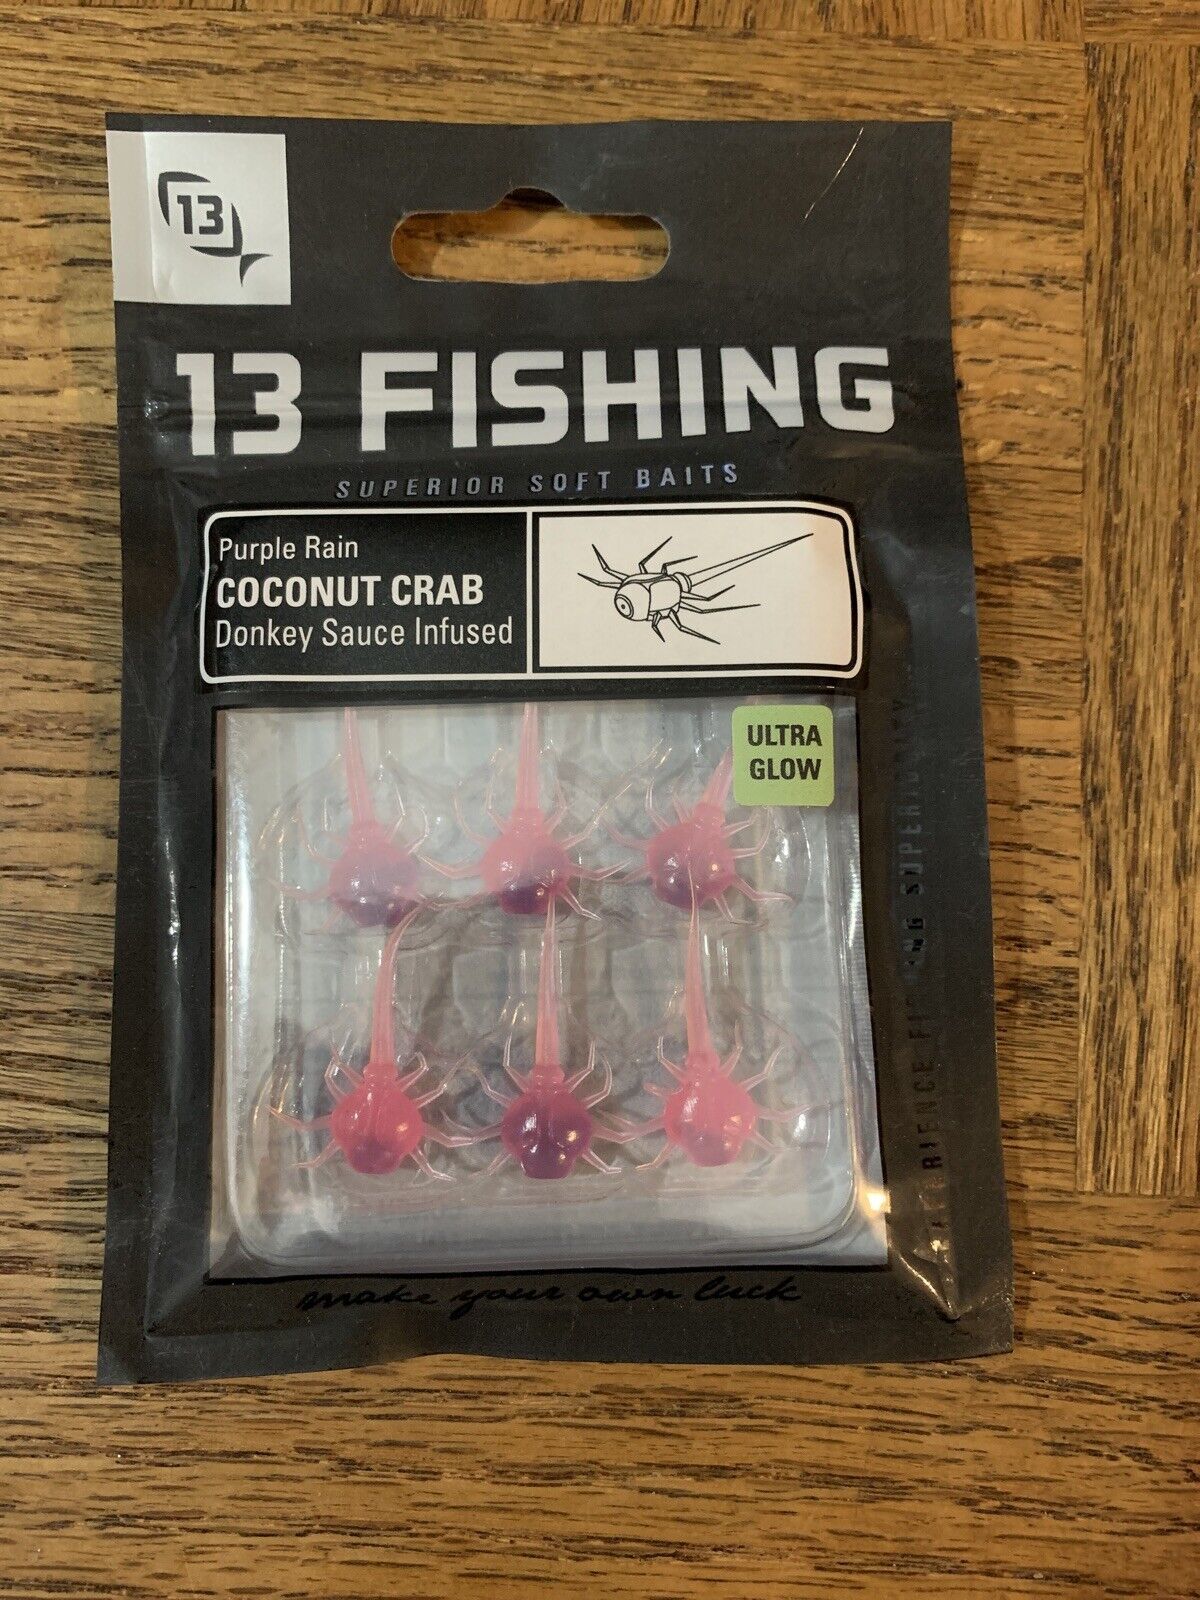 13
13 FISHING
SUPERIOR SOFT BAITS
Purple Rain
COCONUT CRAB
Donkey Sauce Infused
ULTRA
GLOW
make your own luck